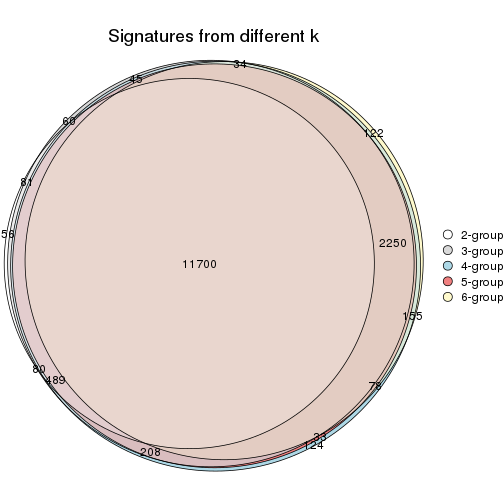 Signatures from different k
34
45
60
122
81
56
2250
11700
155
80
489
78
33
124
208
2-group
3-group
4-group
5-group
6-group